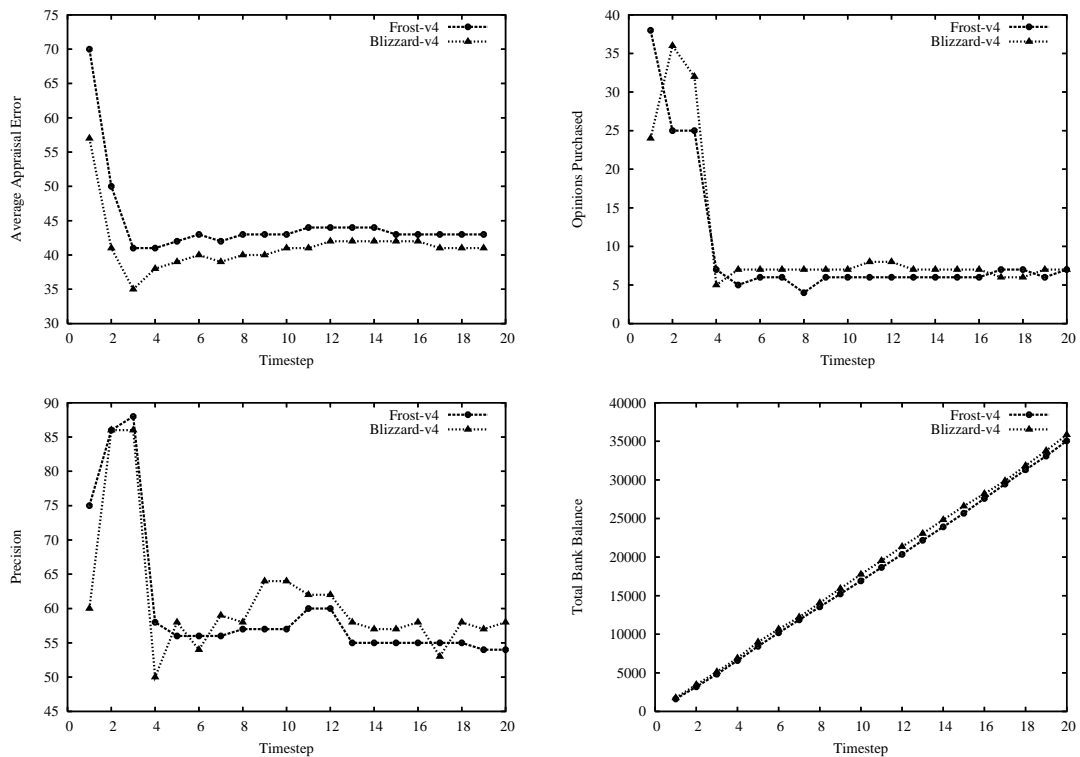 75
70
65
60
55
50
45
40
35
30
0 2 4 6 8 10 12 14 16 18 20
Average Appraisal Error
Timestep
Frost-v4
Blizzard-v4
40
35
30
25
20
15
10
5
0
0 2 4 6 8 10 12 14 16 18 20
Opinions Purchased
Timestep
Frost-v4
Blizzard-v4
90
85
80
75
70
65
60
55
50
45
0 2 4 6 8 10 12 14 16 18 20
Precision
Timestep
Frost-v4
Blizzard-v4
40000
35000
30000
25000
20000
15000
10000
5000
0
0 2 4 6 8 10 12 14 16 18 20
Total Bank Balance
Timestep
Frost-v4
Blizzard-v4